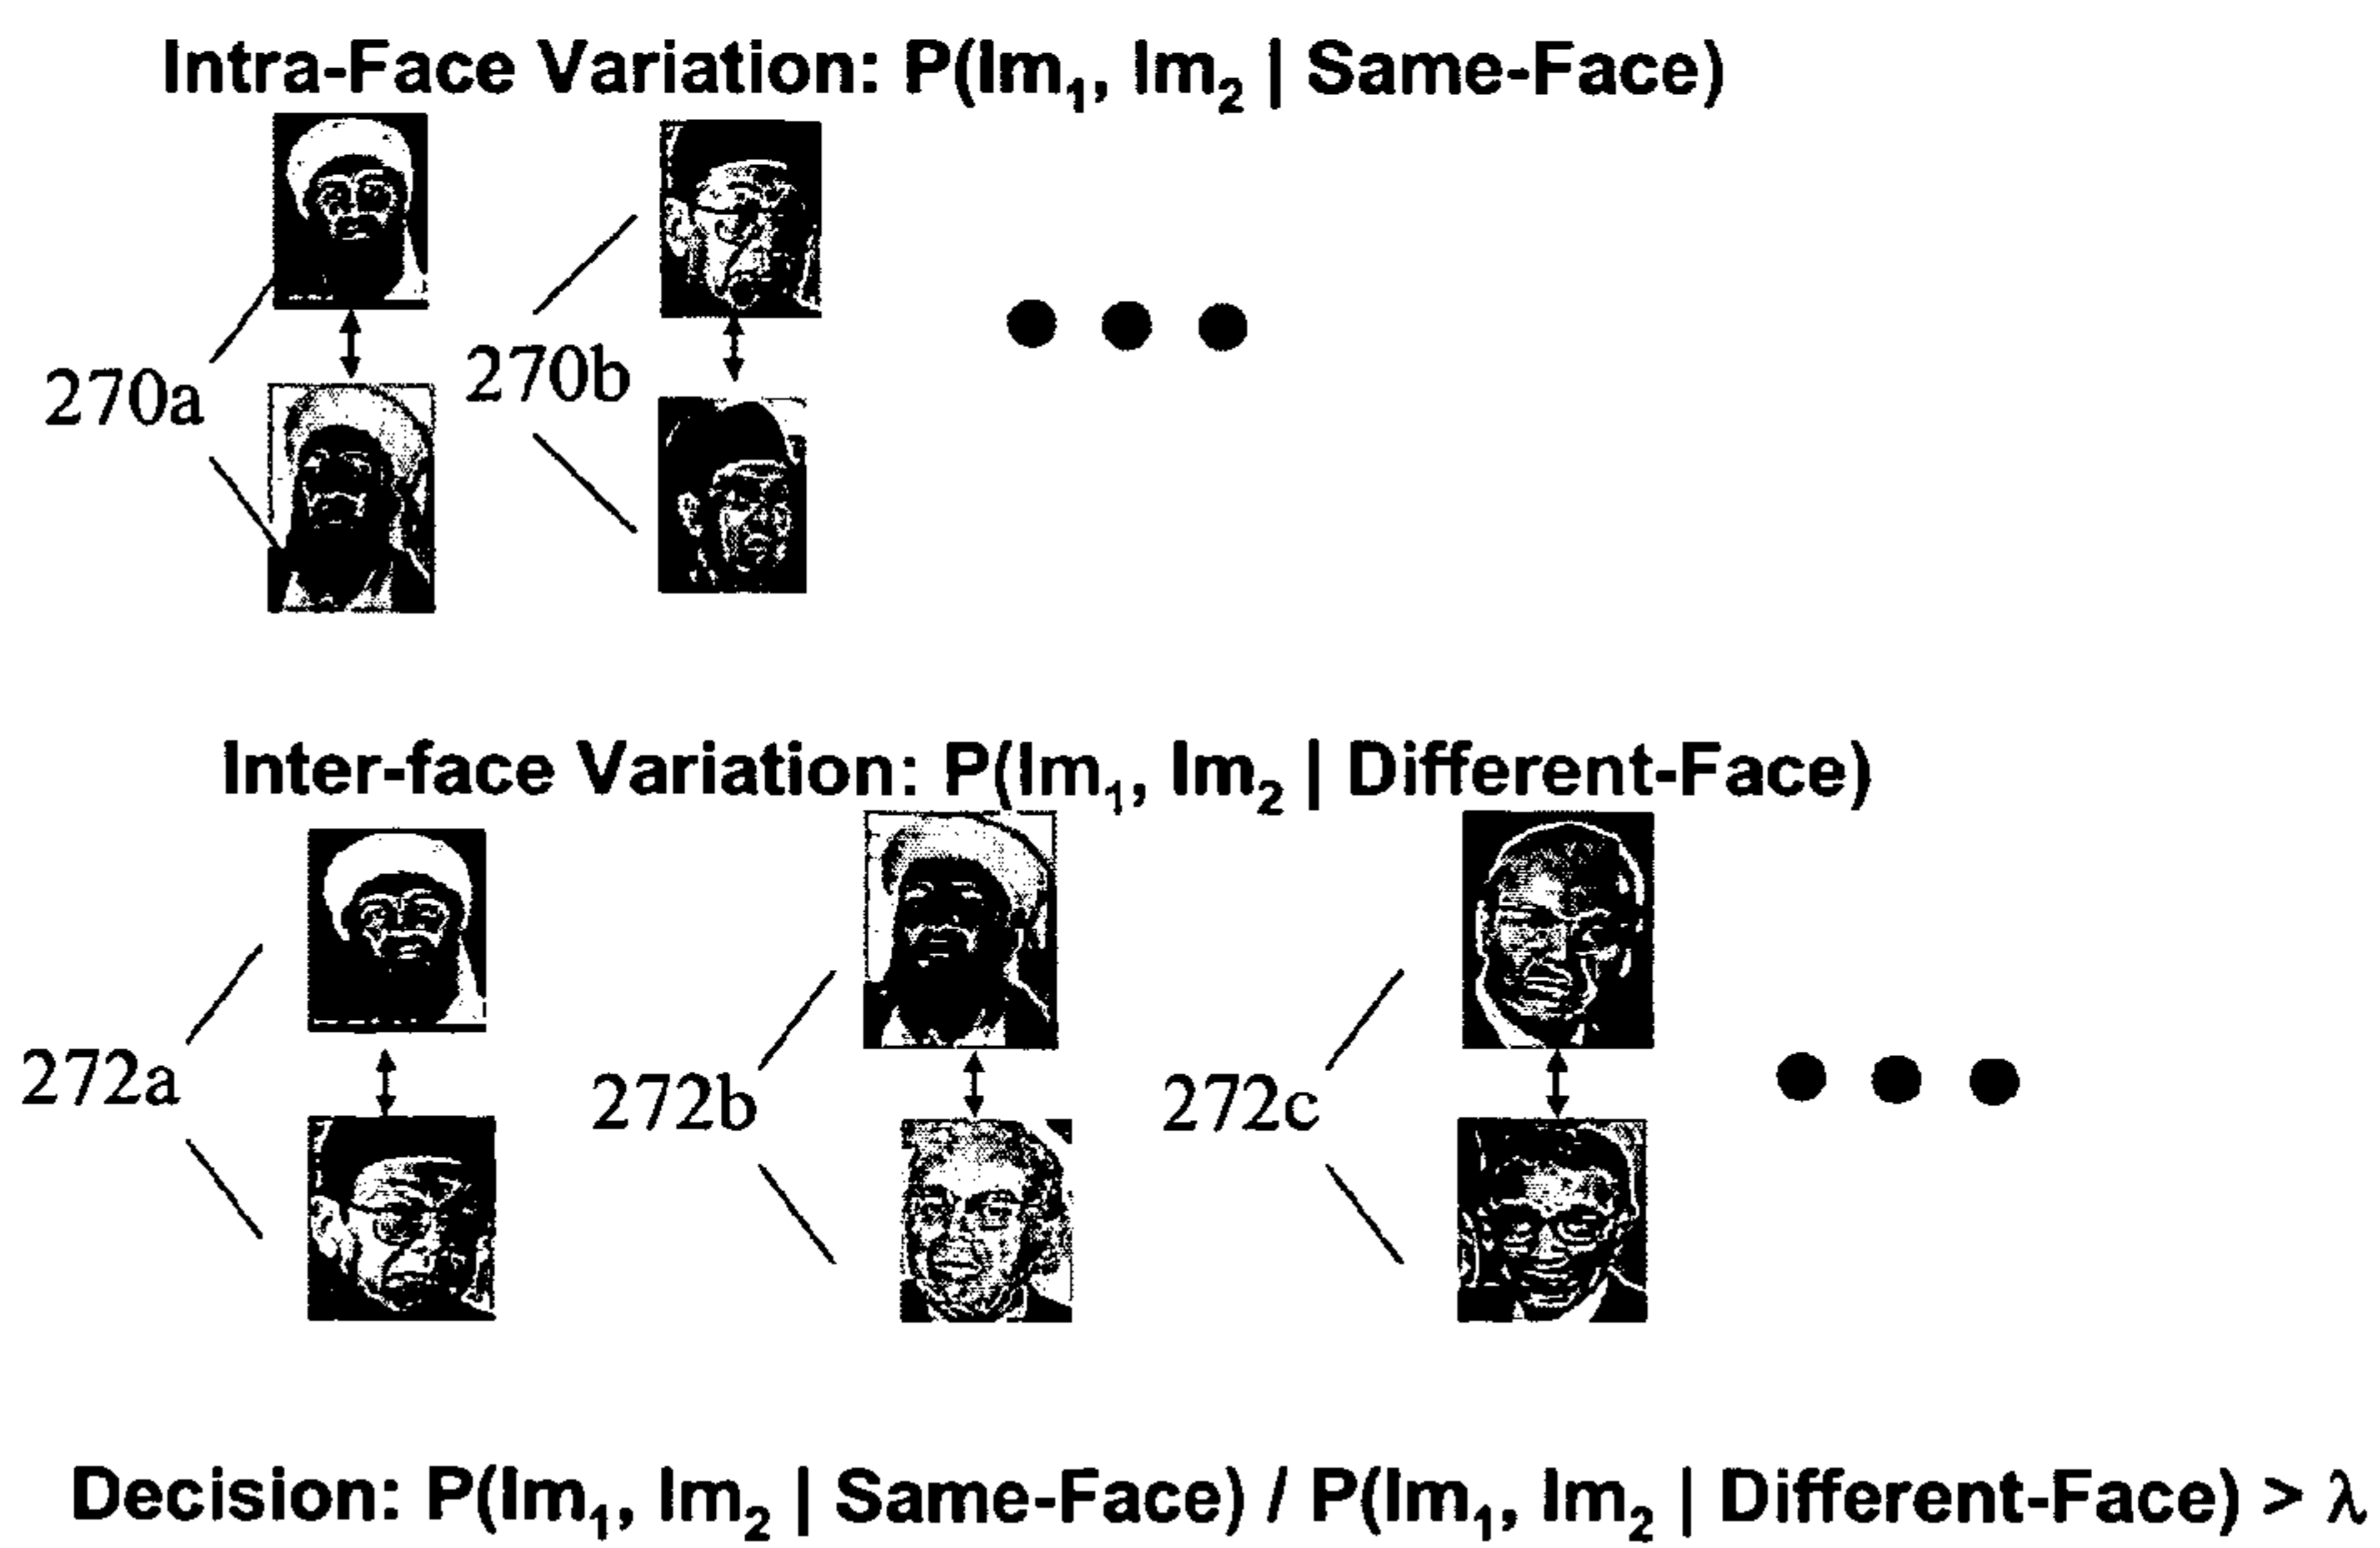 Intra-Face Variation: P(Im₁, Im₂ | Same-Face)
270a
270b
Inter-face Variation: P(Im₁, Im₂ | Different-Face)
272a
272b
272c
Decision: P(Im₁, Im₂ | Same-Face) / P(Im₁, Im₂ | Different-Face) > λ